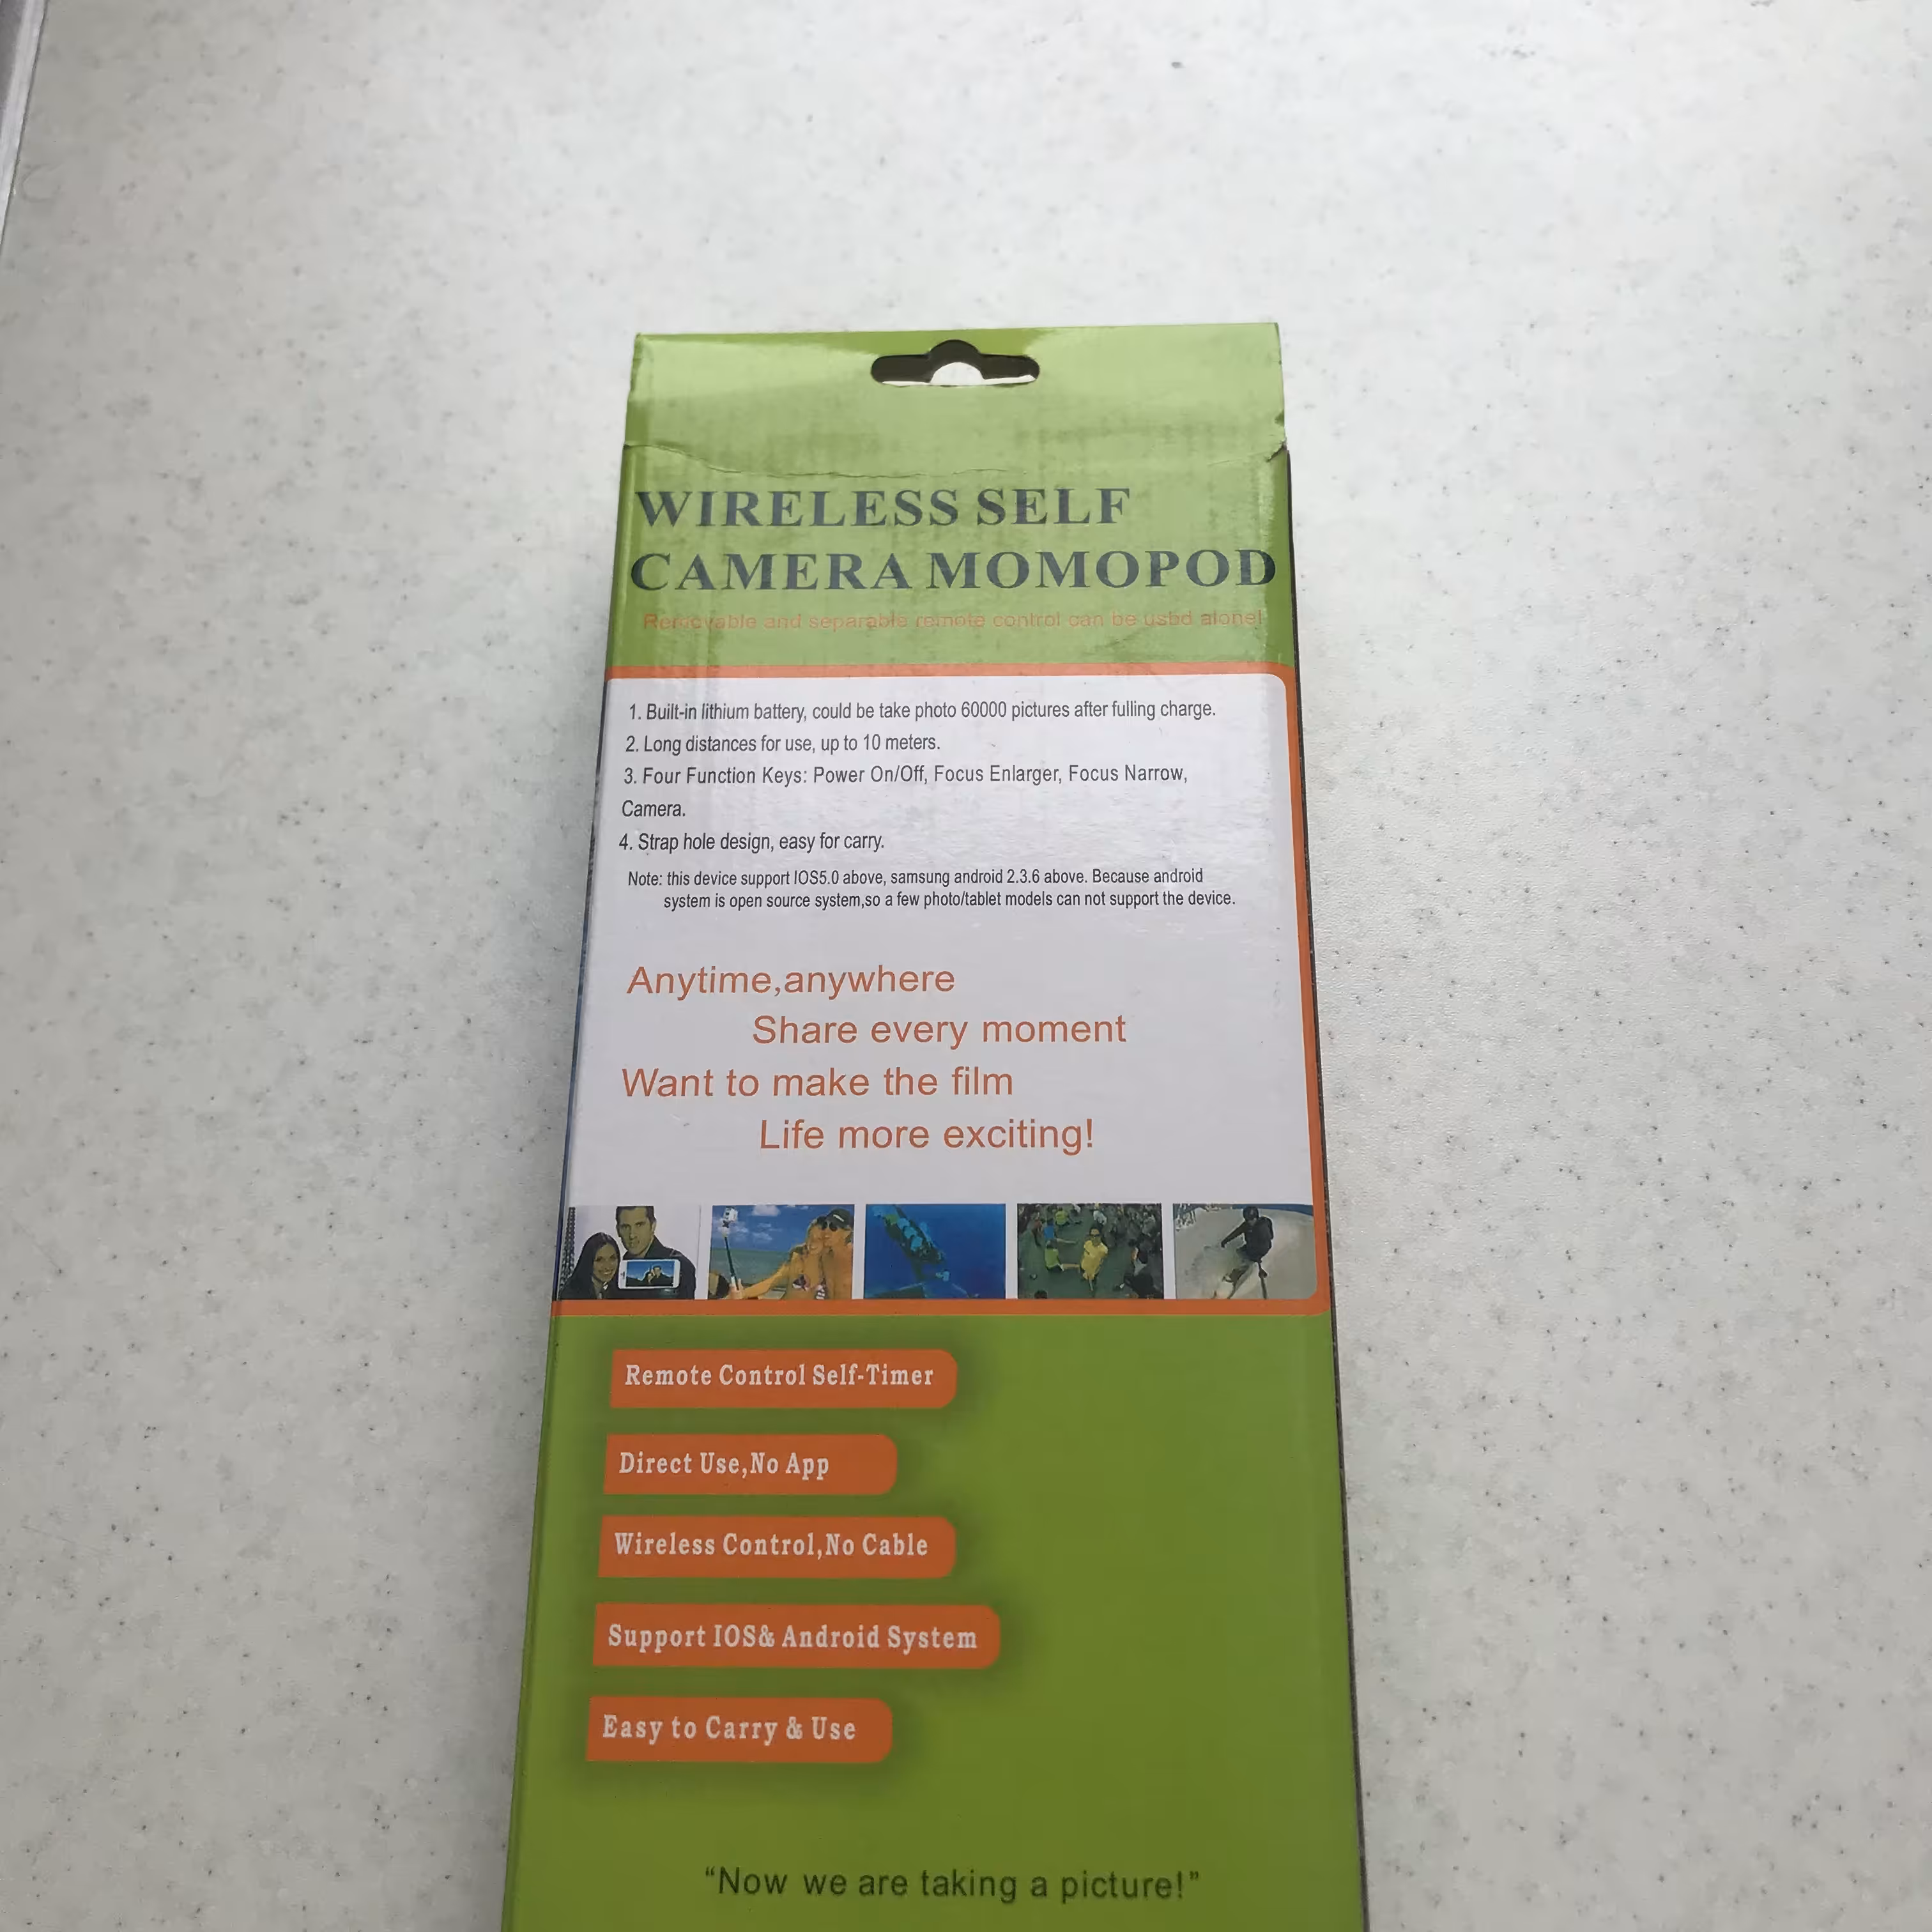 WIRELESS SELF
CAMERA MOMOPOD
Removable and separable remote control can be usbd alone!
1. Built-in lithium battery, could be take photo 60000 pictures after fulling charge.
2. Long distances for use, up to 10 meters.
3. Four Function Keys: Power On/Off, Focus Enlarger, Focus Narrow,
Camera.
4. Strap hole design, easy for carry.
Note: this device support IOS5.0 above, samsung android 2.3.6 above. Because android
system is open source system,so a few photo/tablet models can not support the device.
Anytime,anywhere
Share every moment
Want to make the film
Life more exciting!
Remote Control Self-Timer
Direct Use,No App
Wireless Control,No Cable
Support IOS& Android System
Easy to Carry & Use
“Now we are taking a picture!”